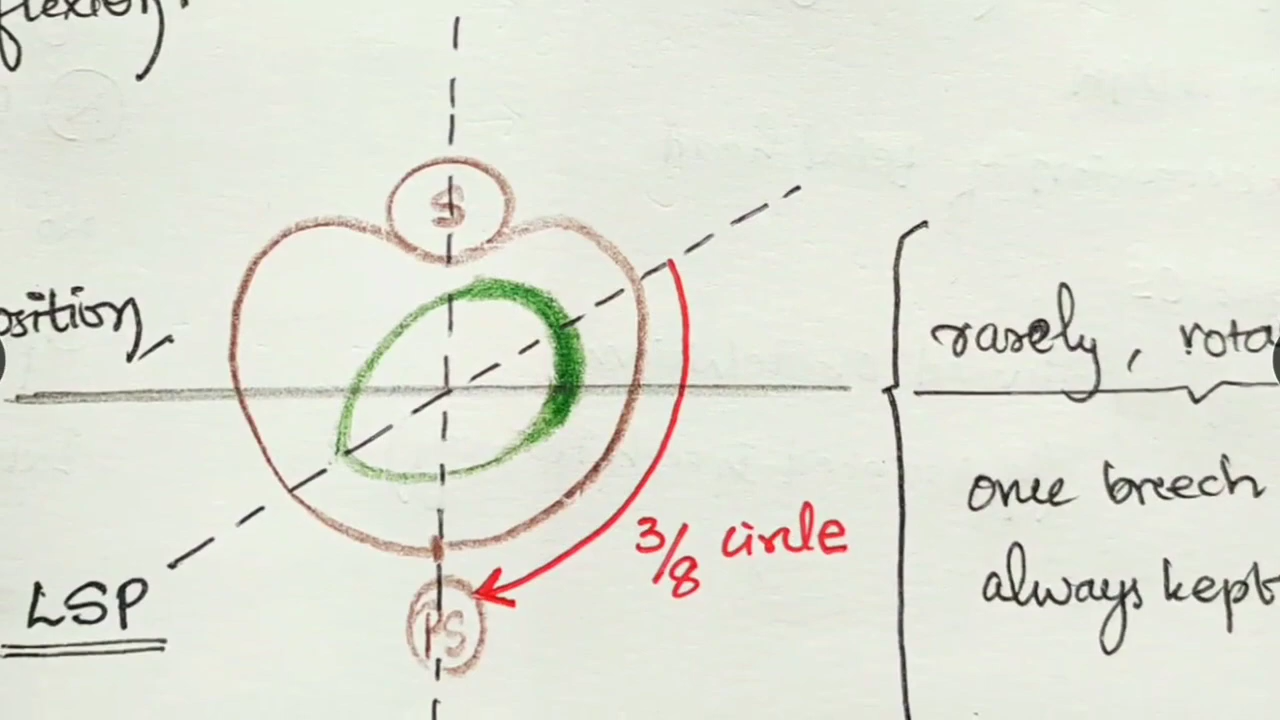 flexion.
S
osition,
rarely, rota
once breech
3/8 circle
always kept
LSP
PS